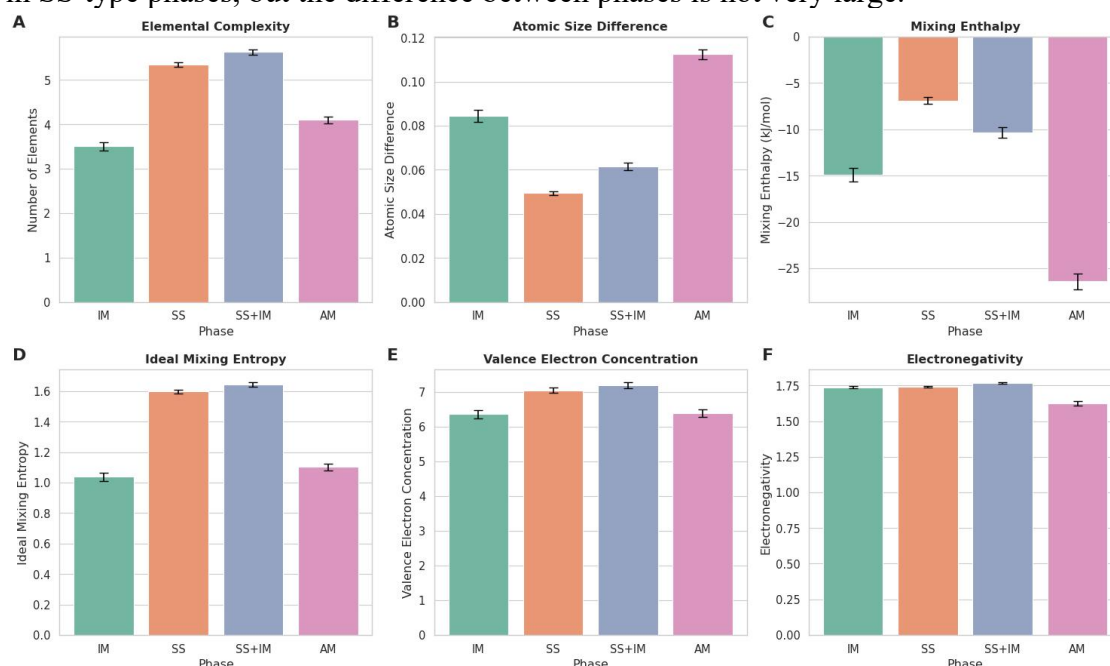 in SS-type phases, but the difference between phases is not very large.
A Elemental Complexity
Number of Elements
5
4
3
2
1
0
IM SS SS+IM AM
Phase
B Atomic Size Difference
Atomic Size Difference
0.12
0.10
0.08
0.06
0.04
0.02
0.00
IM SS SS+IM AM
Phase
C Mixing Enthalpy
Mixing Enthalpy (kJ/mol)
0
−5
−10
−15
−20
−25
IM SS SS+IM AM
Phase
D Ideal Mixing Entropy
Ideal Mixing Entropy
1.6
1.4
1.2
1.0
0.8
0.6
0.4
0.2
0.0
IM SS SS+IM AM
Phase
E Valence Electron Concentration
Valence Electron Concentration
7
6
5
4
3
2
1
0
IM SS SS+IM AM
Phase
F Electronegativity
Electronegativity
1.75
1.50
1.25
1.00
0.75
0.50
0.25
0.00
IM SS SS+IM AM
Phase